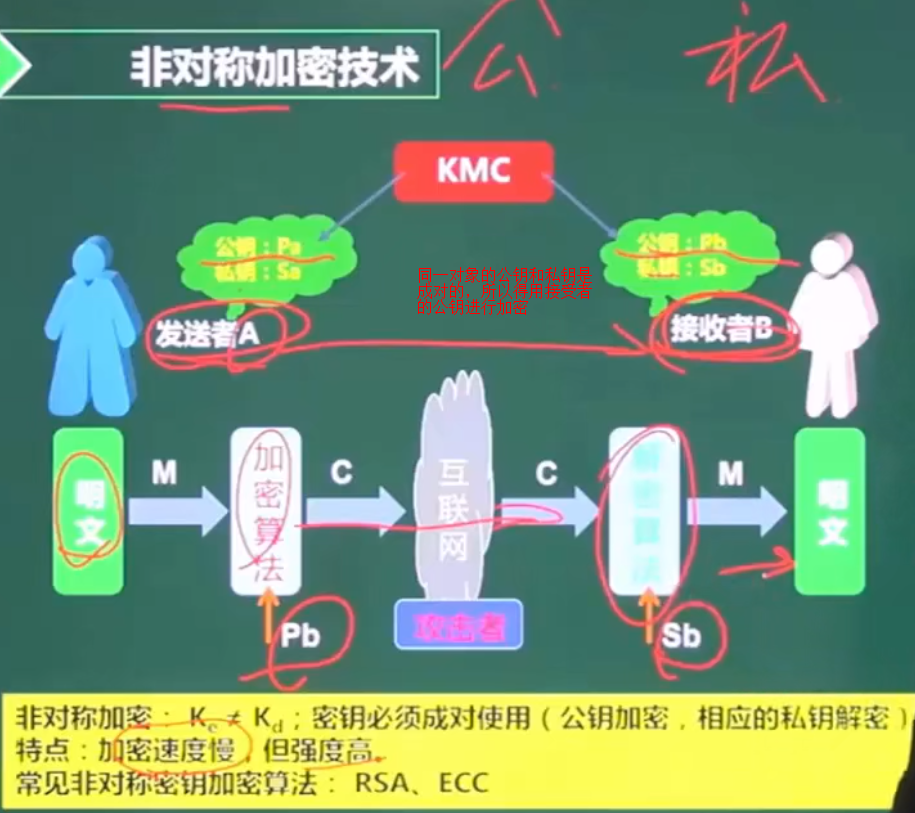 公 私
非对称加密技术
KMC
公钥：Pa
私钥：Sa
公钥：Pb
私钥：Sb
同一对象的公钥和私钥是
成对的，所以得用接受者
的公钥进行加密
发送者A
接收者B
明文
M
加密算法
C
互联网
C
解密算法
M
明文
Pb
攻击者
Sb
非对称加密： Ke ≠ Kd；密钥必须成对使用（公钥加密，相应的私钥解密）
特点：加密速度慢，但强度高。
常见非对称密钥加密算法： RSA、ECC